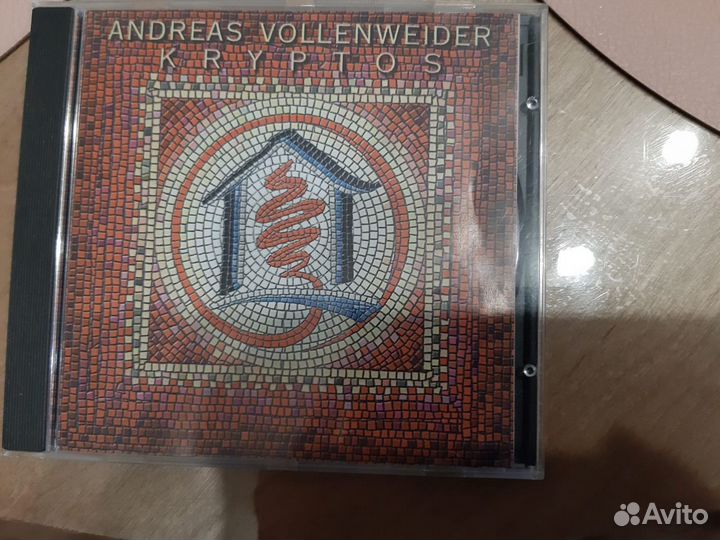 ANDREAS VOLLENWEIDER
KRYPTOS
Avito